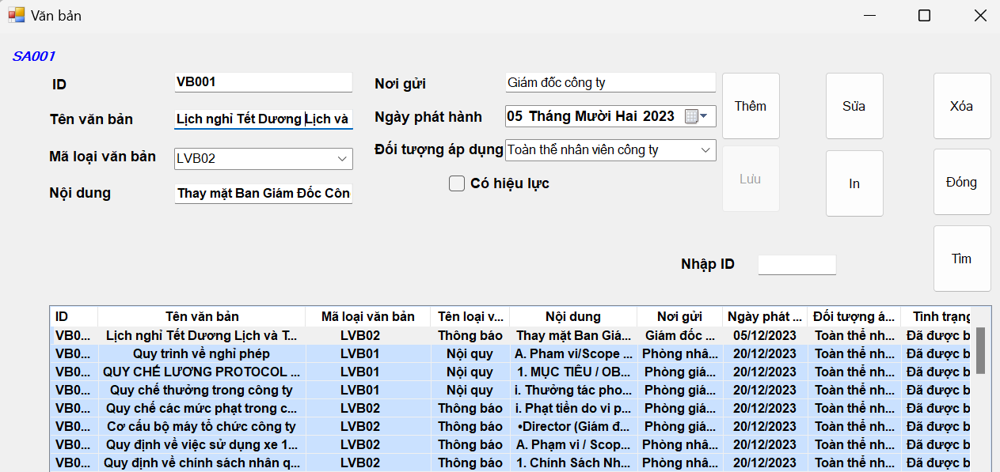 Văn bản
SA001
ID VB001 Nơi gửi Giám đốc công ty
Tên văn bản Lịch nghỉ Tết Dương Lịch và Ngày phát hành 05 Tháng Mười Hai 2023
Mã loại văn bản LVB02 Đối tượng áp dụng Toàn thể nhân viên công ty
Nội dung Thay mặt Ban Giám Đốc Côn Có hiệu lực
Thêm Sửa Xóa
Lưu In Đóng
Tìm
Nhập ID
ID Tên văn bản Mã loại văn bản Tên loại v... Nội dung Nơi gửi Ngày phát ... Đối tượng á... Tình trạng
VB0... Lịch nghỉ Tết Dương Lịch và T... LVB02 Thông báo Thay mặt Ban Giá... Giám đốc ... 05/12/2023 Toàn thể nh... Đã được b
VB0... Quy trình về nghỉ phép LVB01 Nội quy A. Pham vi/Scope ... Phòng nhâ... 20/12/2023 Toàn thể nh... Đã được b
VB0... QUY CHẾ LƯƠNG PROTOCOL ... LVB01 Nội quy 1. MỤC TIÊU / OB... Phòng giá... 20/12/2023 Toàn thể nh... Đã được b
VB0... Quy chế thưởng trong công ty LVB01 Nội quy i. Thưởng tác pho... Phòng giá... 20/12/2023 Toàn thể nh... Đã được b
VB0... Quy chế các mức phạt trong c... LVB02 Thông báo i. Phạt tiền do vi p... Phòng giá... 20/12/2023 Toàn thể nh... Đã được b
VB0... Cơ cấu bộ máy tổ chức công ty LVB02 Thông báo •Director (Giám đ... Phòng giá... 20/12/2023 Toàn thể nh... Đã được b
VB0... Quy định về việc sử dụng xe 1... LVB02 Thông báo A. Phạm vi / Scop... Phòng nhâ... 20/12/2023 Toàn thể nh... Đã được b
VB0... Quy định về chính sách nhân q... LVB02 Thông báo 1. Chính Sách Nh... Phòng nhâ... 20/12/2023 Toàn thể nh... Đã được b